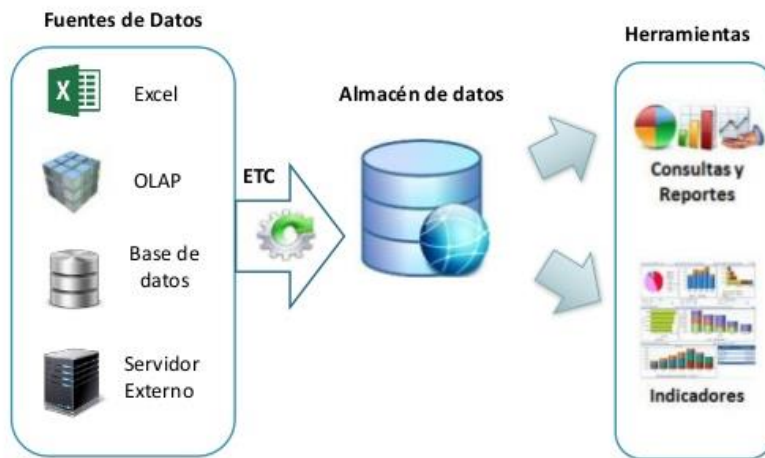 Fuentes de Datos
Excel
OLAP
Base de
datos
Servidor
Externo
ETC
Almacén de datos
Herramientas
Consultas y
Reportes
Indicadores